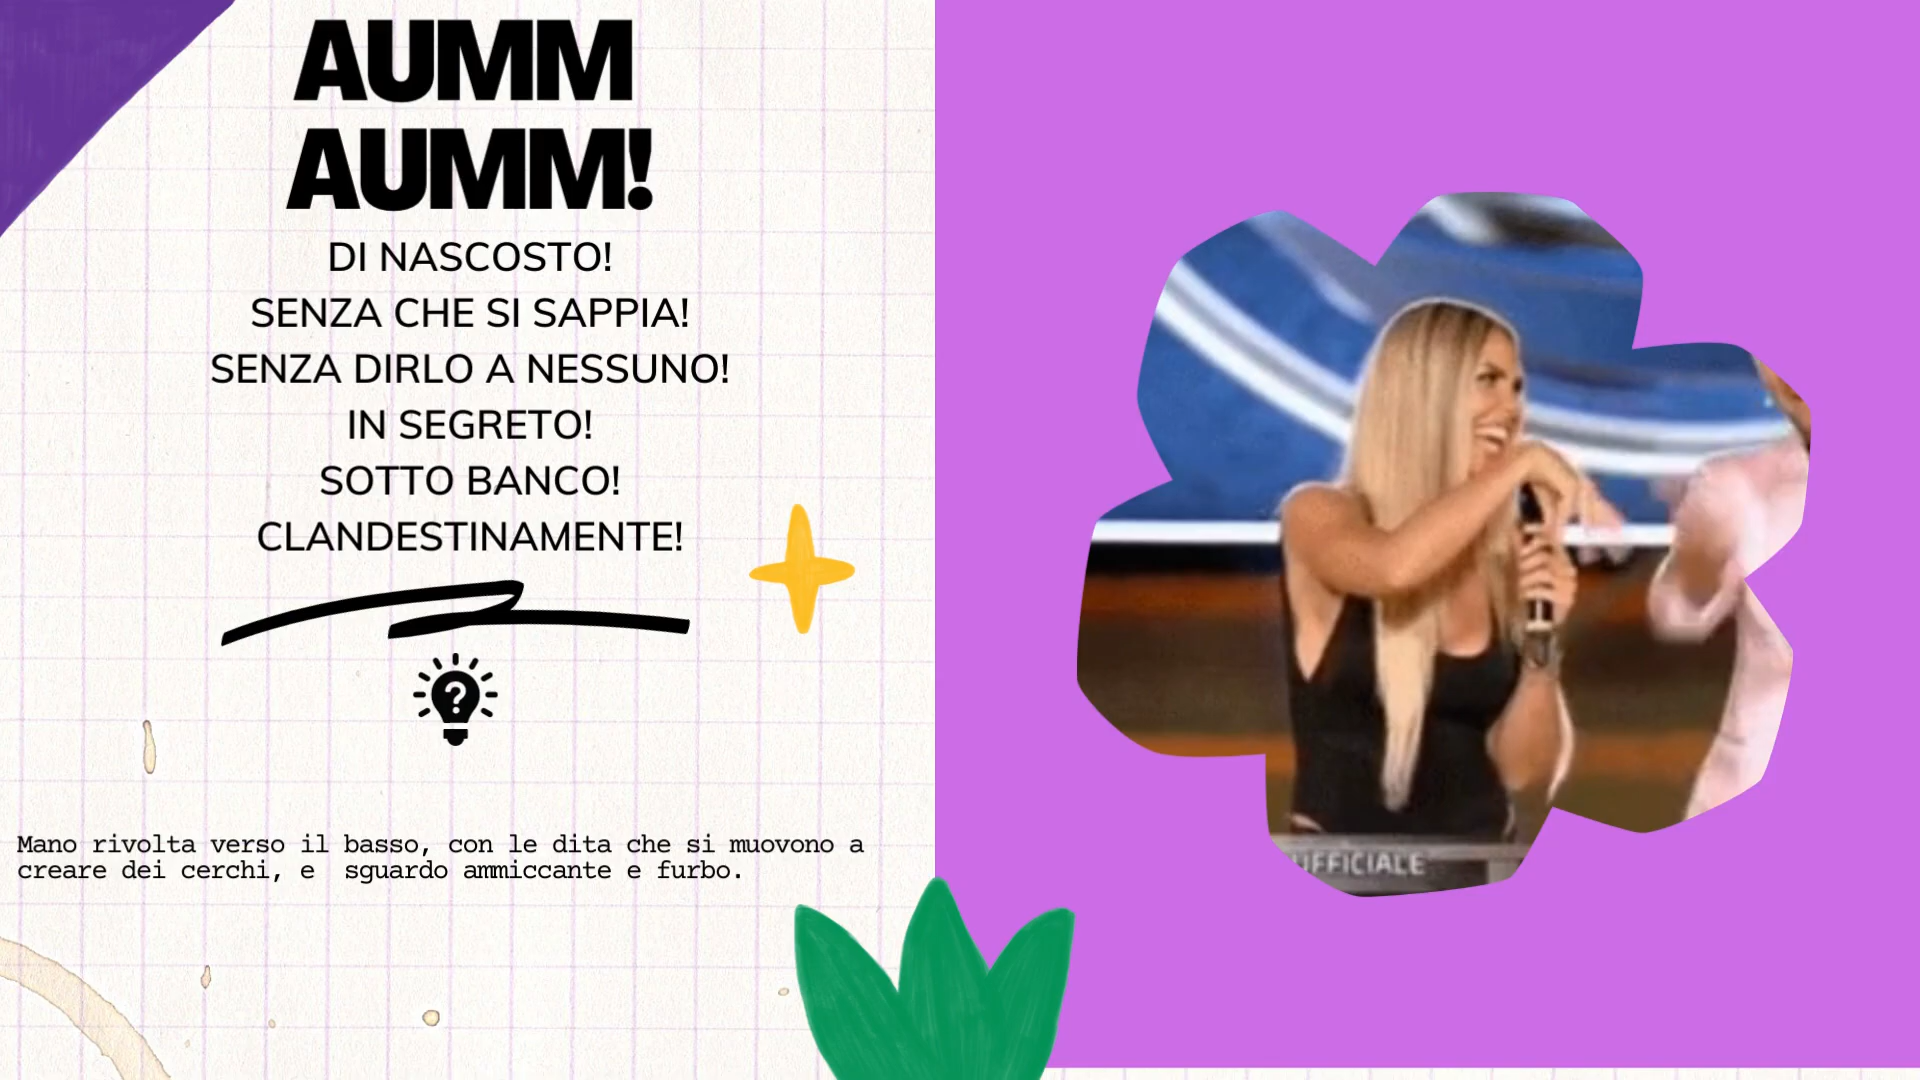 AUMM
AUMM!
DI NASCOSTO!
SENZA CHE SI SAPPIA!
SENZA DIRLO A NESSUNO!
IN SEGRETO!
SOTTO BANCO!
CLANDESTINAMENTE!
?
Mano rivolta verso il basso, con le dita che si muovono a
creare dei cerchi, e sguardo ammiccante e furbo.
UFFICIALE